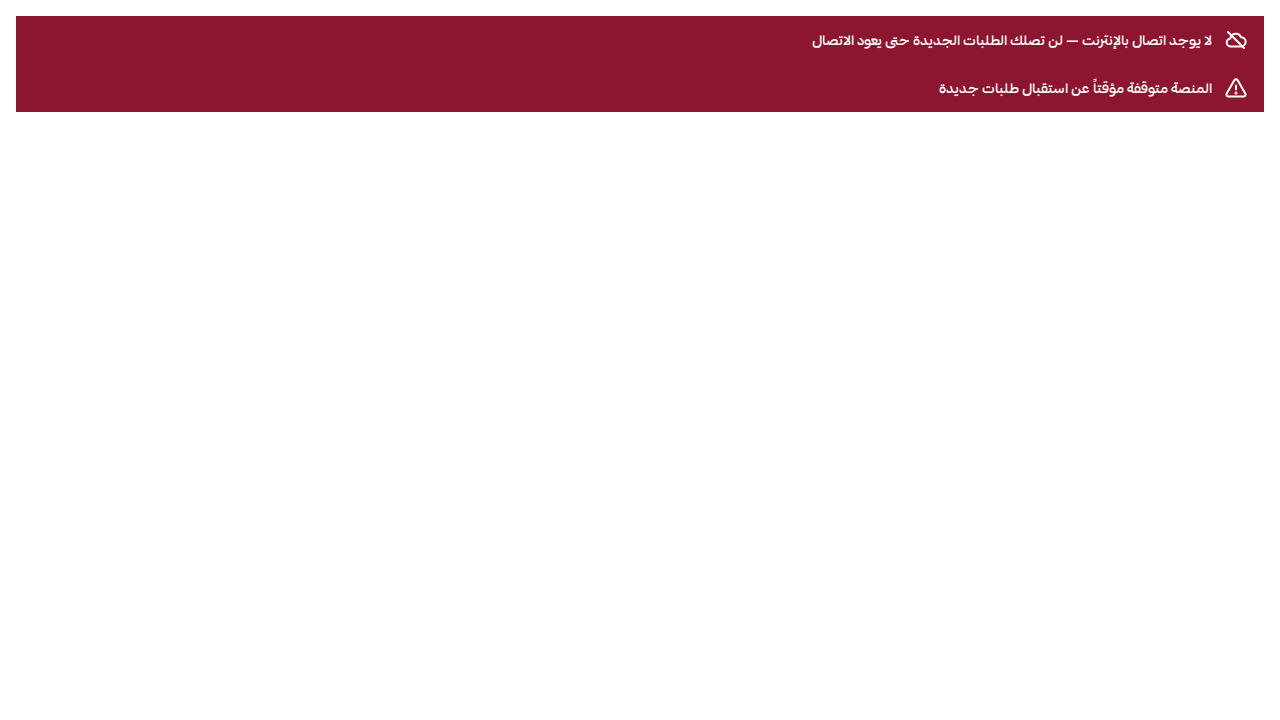 لا يوجد اتصال بالإنترنت — لن تصلك الطلبات الجديدة حتى يعود الاتصال
المنصة متوقفة مؤقتاً عن استقبال طلبات جديدة